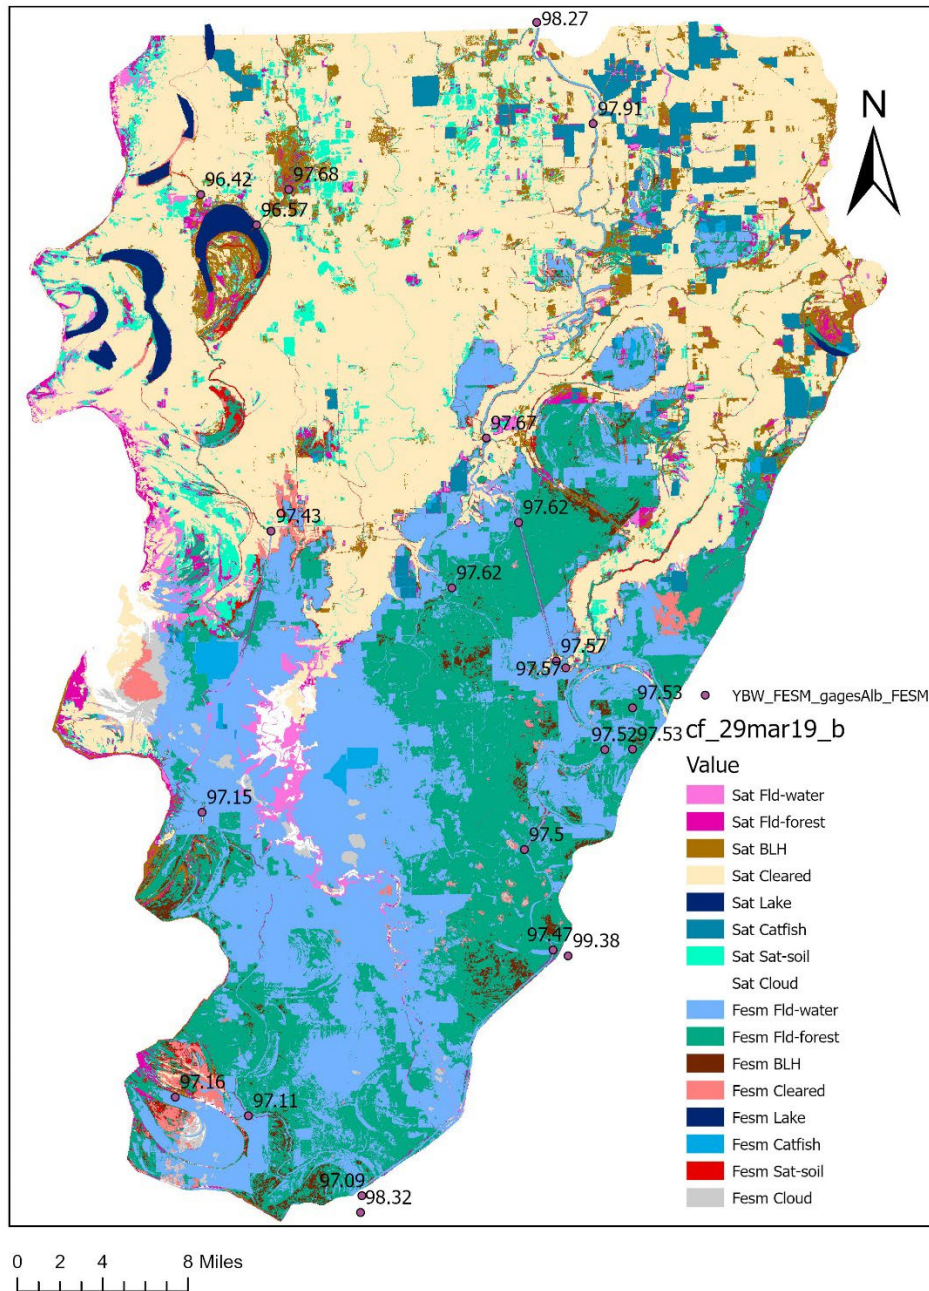 98.27
97.91
N
97.68
96.42
96.57
97.67
97.62
97.43
97.62
97.57
97.57
YBW_FESM_gagesAlb_FESM
97.53
cf_29mar19_b
97.52 97.53
Value
Sat Fld-water
97.15
Sat Fld-forest
97.5
Sat BLH
Sat Cleared
Sat Lake
97.47
99.38
Sat Catfish
Sat Sat-soil
Sat Cloud
Fesm Fld-water
Fesm Fld-forest
Fesm BLH
97.16
Fesm Cleared
97.11
Fesm Lake
Fesm Catfish
97.09
Fesm Sat-soil
98.32
Fesm Cloud
0 2 4 8 Miles